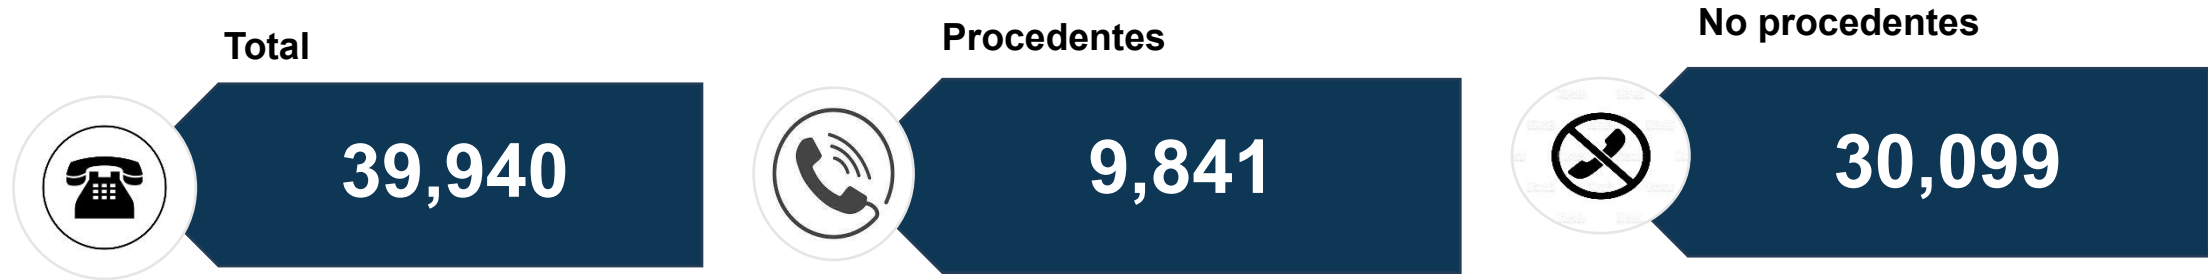 Total
39,940
Procedentes
9,841
No procedentes
30,099